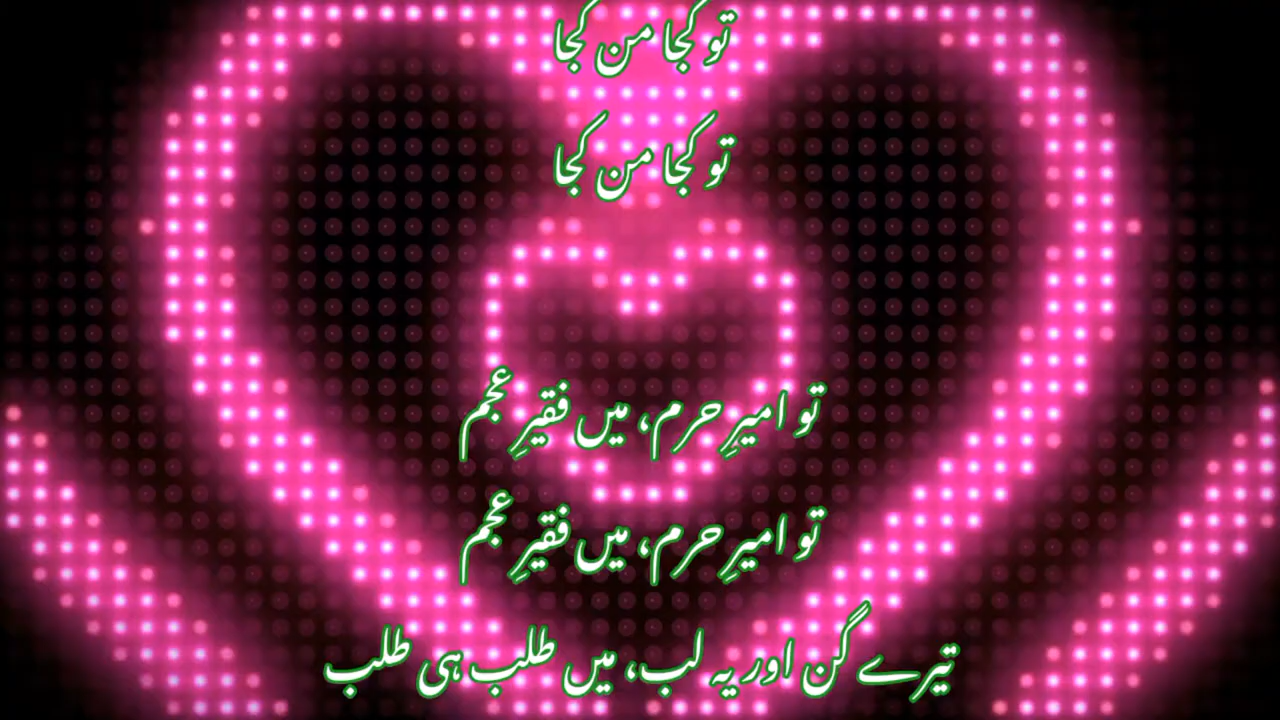 تو کجا من کجا
تو کجا من کجا
تو امیرِ حرم، میں فقیرِ عجم
تو امیرِ حرم، میں فقیرِ عجم
تیرے گن اور یہ لب، میں طلب ہی طلب